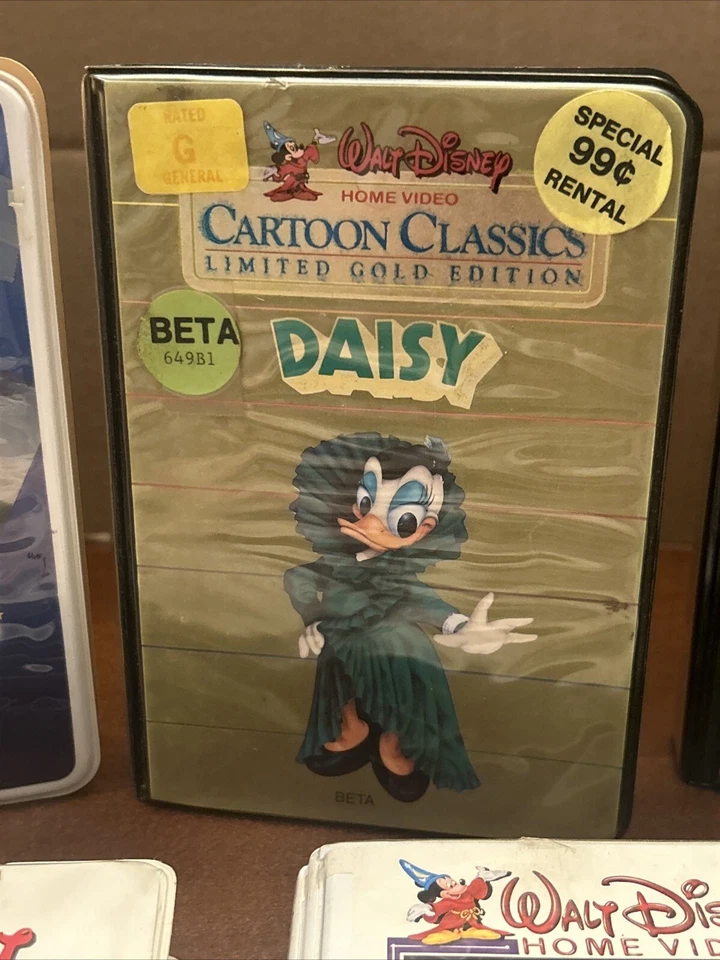 RATED
G
GENERAL
WALT DISNEY
HOME VIDEO
SPECIAL
99¢
RENTAL
CARTOON CLASSICS
LIMITED GOLD EDITION
BETA
649B1
DAISY
BETA
WALT DIS
HOME VID